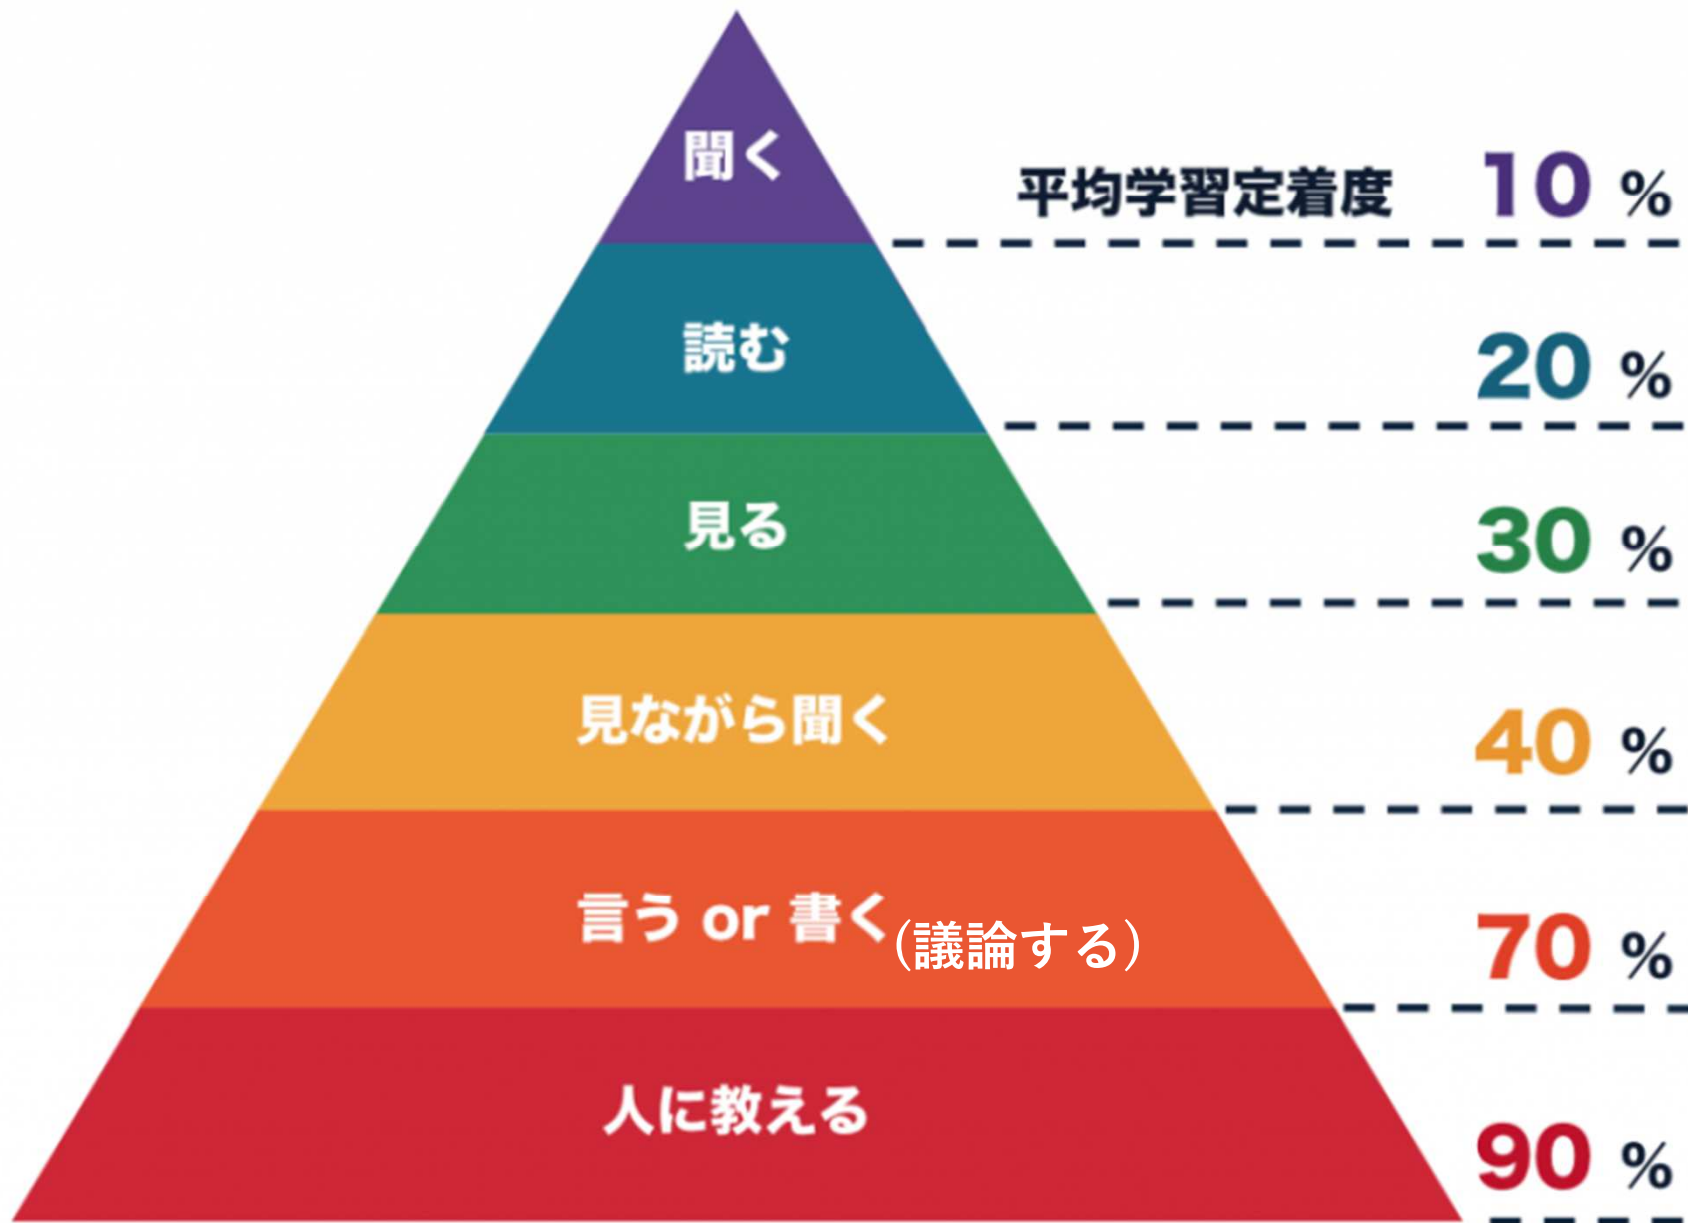 聞く
平均学習定着度 10 %
読む
20 %
見る
30 %
見ながら聞く
40 %
言う or 書く(議論する)
70 %
人に教える
90 %